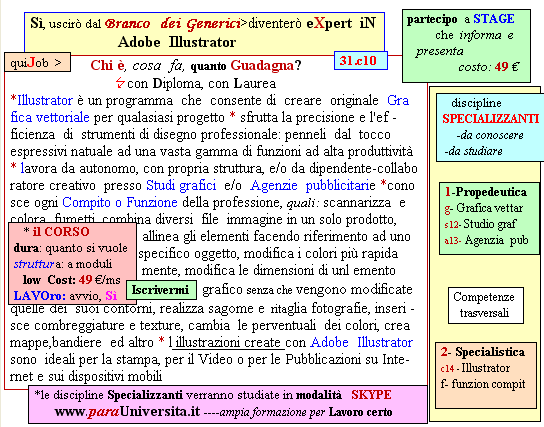 Sì, uscirò dal Branco dei Generici>diventerò eXpert iN
Adobe Illustrator
partecipo a STAGE
che informa e
presenta
costo: 49 €
quiJob >
Chi è, cosa fa, quanto Guadagna?
31.c10
con Diploma, con Laurea
*Illustrator è un programma che consente di creare originale Gra
fica vettoriale per qualasiasi progetto * sfrutta la precisione e l'ef -
ficienza di strumenti di disegno professionale: penneli dal tocco
espressivi natuale ad una vasta gamma di funzioni ad alta produttività
* lavora da autonomo, con propria struttura, e/o da dipendente-collabo
ratore creativo presso Studi grafici e/o Agenzie pubblicitarie *cono
sce ogni Compito o Funzione della professione, quali: scannarizza e
colora fumetti, combina diversi file immagine in un solo prodotto,
allinea gli elementi facendo riferimento ad uno
specifico oggetto, modifica i colori più rapida
mente, modifica le dimensioni di unl emento
grafico senza che vengono modificate
quelle dei suoi contorni, realizza sagome e ritaglia fotografie, inseri -
sce combreggiature e texture, cambia le perventuali dei colori, crea
mappe,bandiere ed altro * l illustrazioni create con Adobe Illustrator
sono ideali per la stampa, per il Video o per le Pubblicazioni su Inte-
rnet e sui dispositivi mobili
* il CORSO
dura: quanto si vuole
struttura: a moduli
low Cost: 49 €/ms
LAVOro: avvio, Sì
Iscrivermi
discipline
SPECIALIZZANTI
-da conoscere
-da studiare
1-Propedeutica
g- Grafica vettar
s12- Studio graf
a13- Agenzia pub
Competenze
trasversali
2- Specialistica
c14 - Illustrator
f- funzion compit
*le discipline Specializzanti verranno studiate in modalità SKYPE
www.paraUniversita.it ----ampia formazione per Lavoro certo